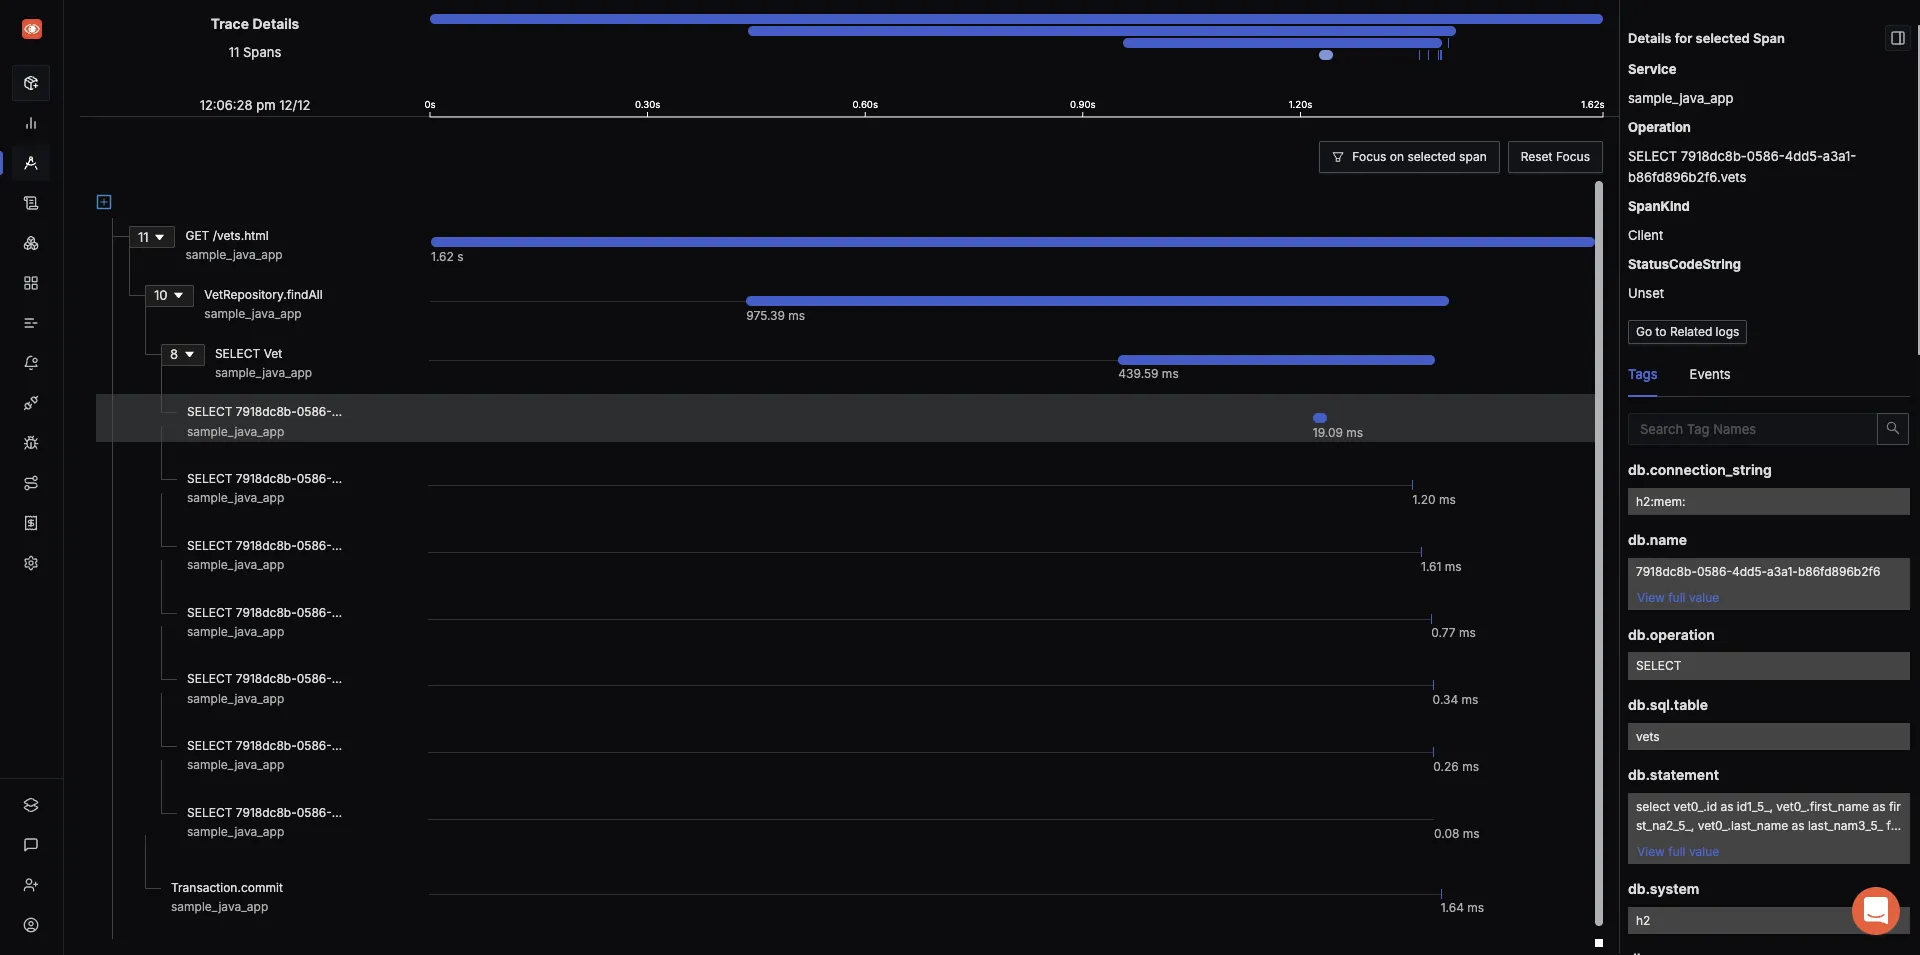 Trace Details
11 Spans
12:06:28 pm 12/12
0s
0.30s
0.60s
0.90s
1.20s
1.62s
Focus on selected span
Reset Focus
11
GET /vets.html
sample_java_app
1.62 s
10
VetRepository.findAll
sample_java_app
975.39 ms
8
SELECT Vet
sample_java_app
439.59 ms
SELECT 7918dc8b-0586-...
sample_java_app
19.09 ms
SELECT 7918dc8b-0586-...
sample_java_app
1.20 ms
SELECT 7918dc8b-0586-...
sample_java_app
1.61 ms
SELECT 7918dc8b-0586-...
sample_java_app
0.77 ms
SELECT 7918dc8b-0586-...
sample_java_app
0.34 ms
SELECT 7918dc8b-0586-...
sample_java_app
0.26 ms
SELECT 7918dc8b-0586-...
sample_java_app
0.08 ms
Transaction.commit
sample_java_app
1.64 ms
Details for selected Span
Service
sample_java_app
Operation
SELECT 7918dc8b-0586-4dd5-a3a1-
b86fd896b2f6.vets
SpanKind
Client
StatusCodeString
Unset
Go to Related logs
Tags
Events
Search Tag Names
db.connection_string
h2:mem:
db.name
7918dc8b-0586-4dd5-a3a1-b86fd896b2f6
View full value
db.operation
SELECT
db.sql.table
vets
db.statement
select vet0_.id as id1_5_, vet0_.first_name as fir
st_na2_5_, vet0_.last_name as last_nam3_5_ f...
View full value
db.system
h2